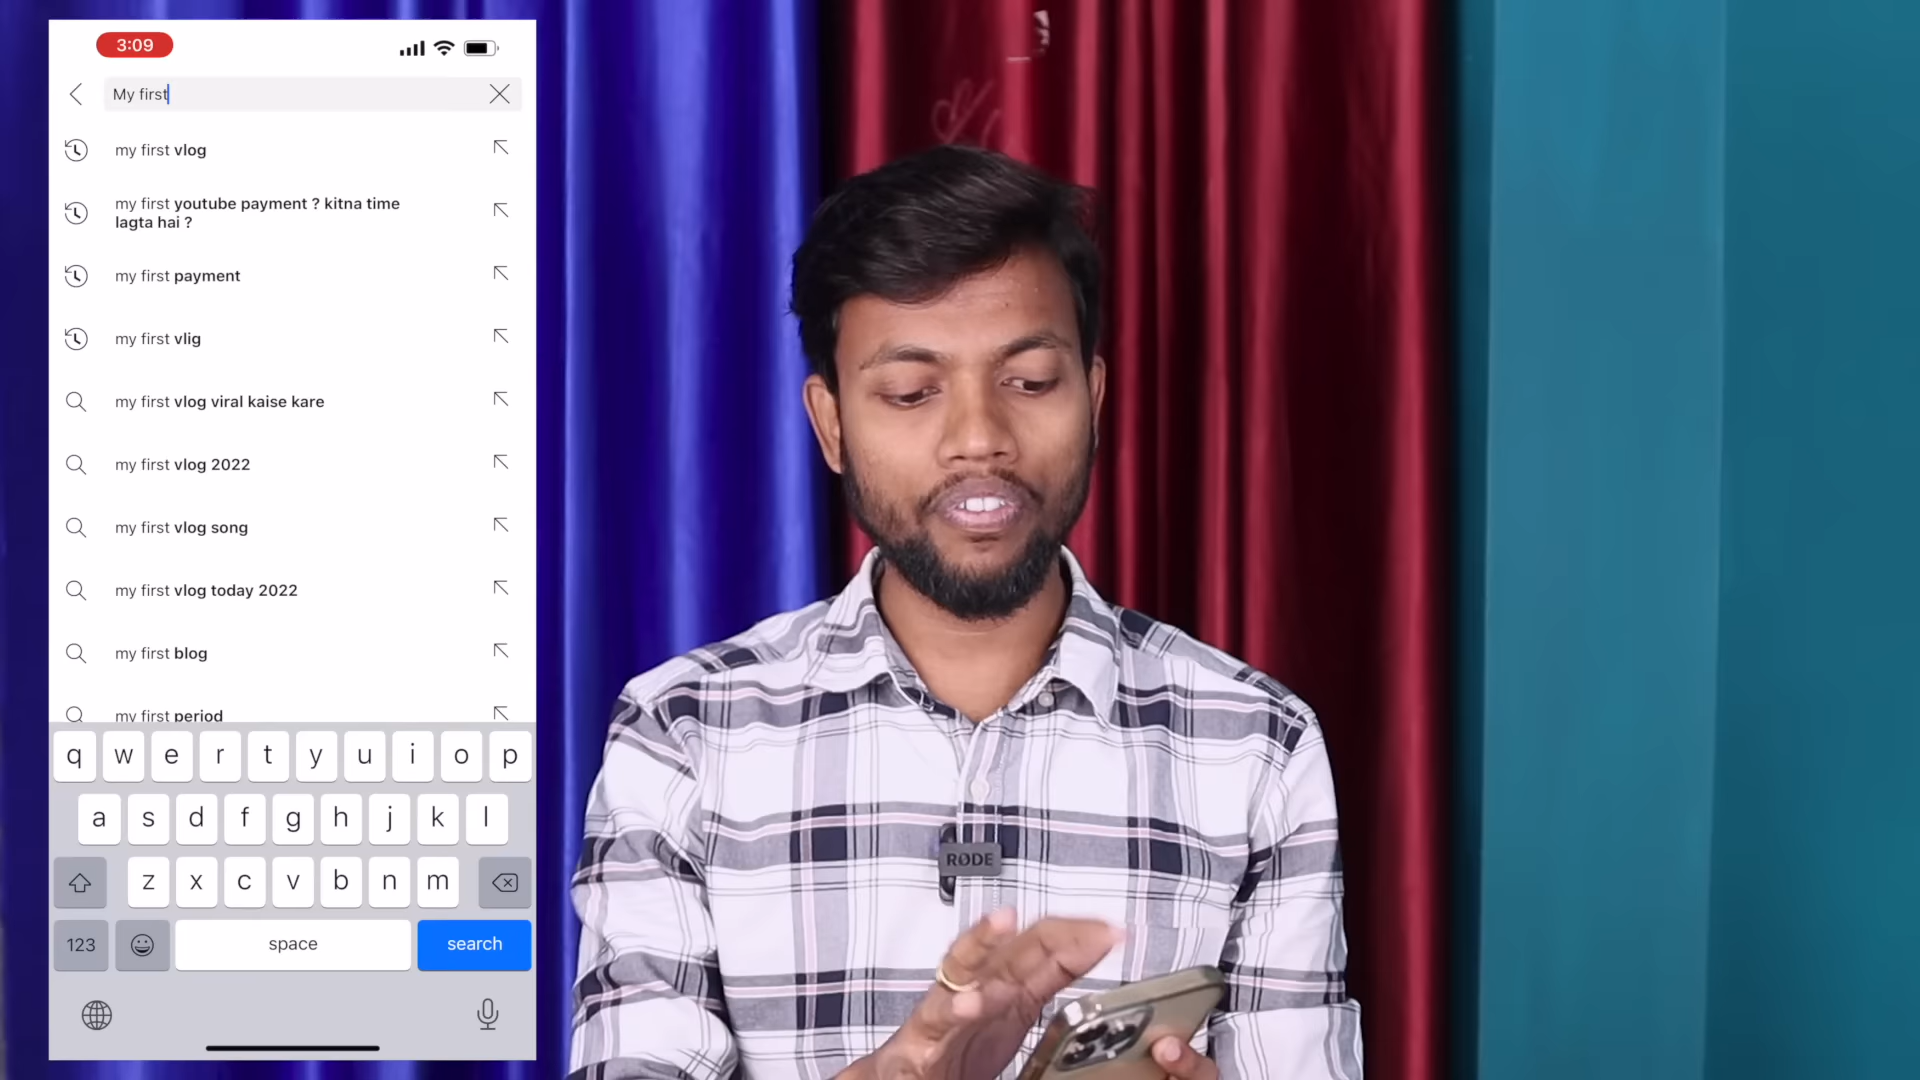 3:09
My first
my first vlog
my first youtube payment ? kitna time
lagta hai ?
my first payment
my first vlig
my first vlog viral kaise kare
my first vlog 2022
my first vlog song
my first vlog today 2022
my first blog
my first period
q w e r t y u i o p
a s d f g h j k l
z x c v b n m
123 space search
RØDE